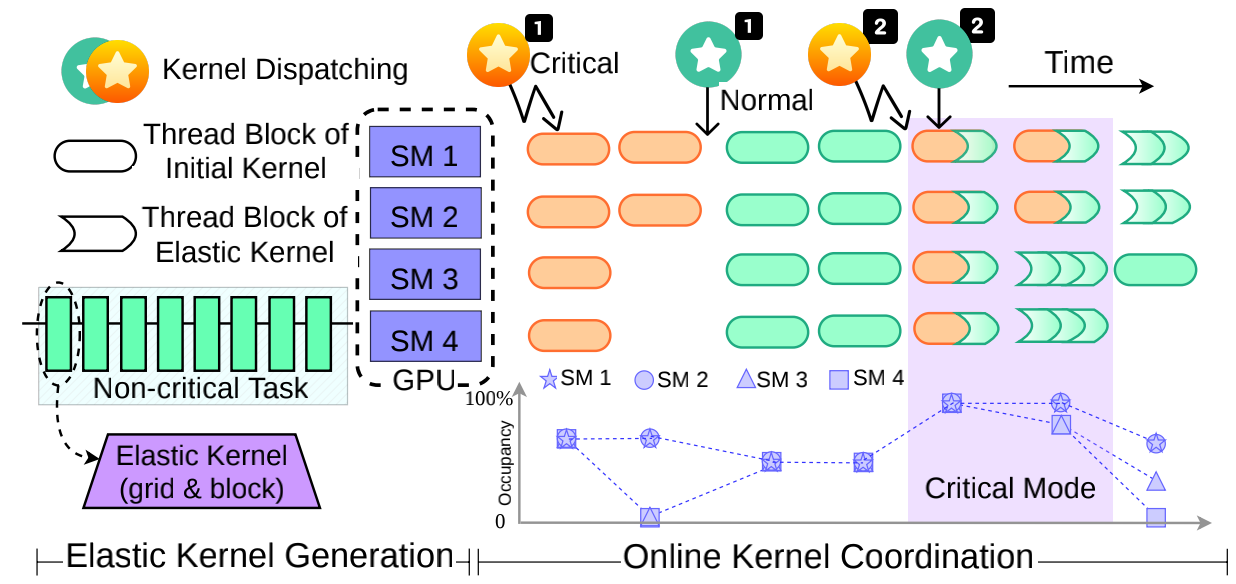 1
1
2
2
Critical
Normal
Time
Kernel Dispatching
Thread Block of
Initial Kernel
Thread Block of
Elastic Kernel
SM 1
SM 2
SM 3
SM 4
GPU
Non-critical Task
Elastic Kernel
(grid & block)
SM 1
SM 2
SM 3
SM 4
100%
Occupancy
0
Critical Mode
Elastic Kernel Generation
Online Kernel Coordination